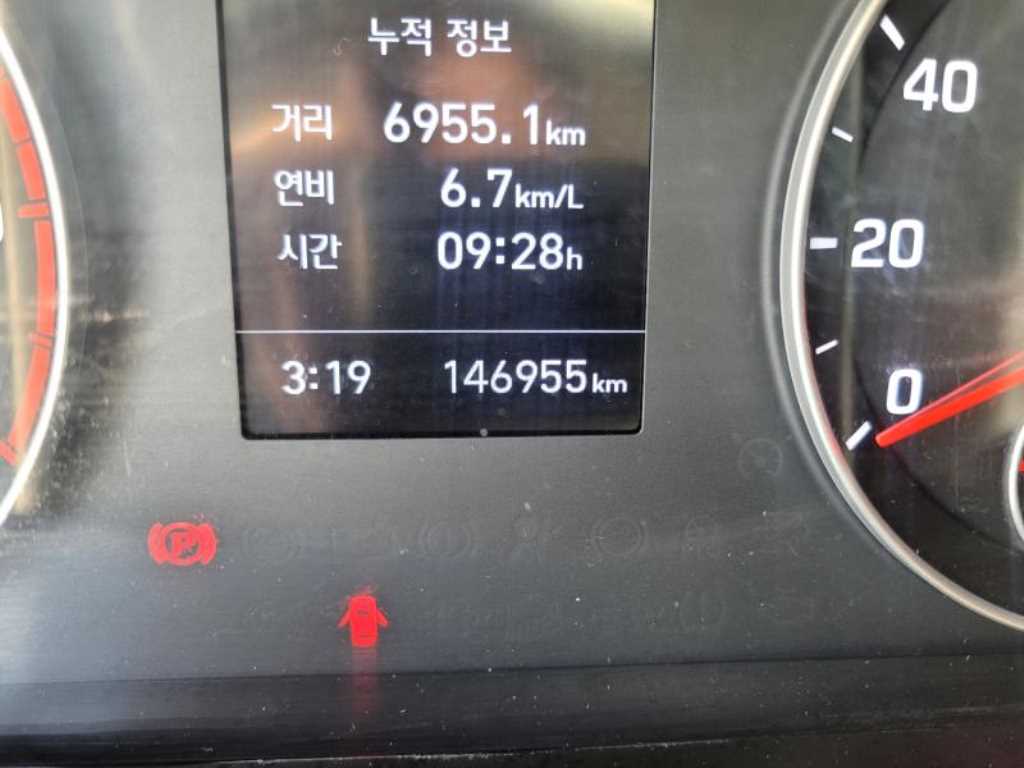 누적 정보
거리 6955.1km
연비 6.7km/L
시간 09:28h
3:19 146955km
40
20
0